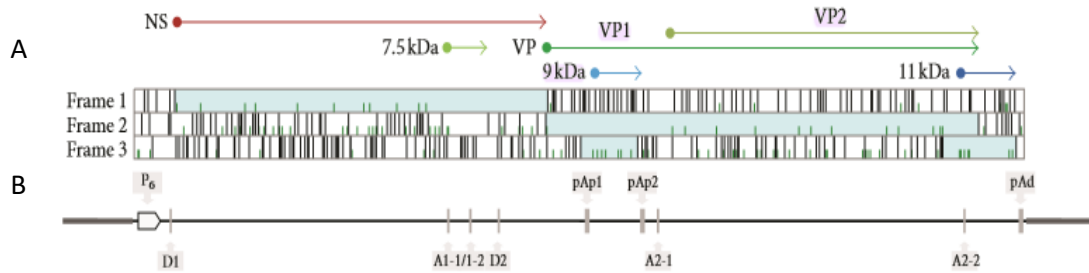 NS VP2
A 7.5 kDa VP VP1
9 kDa 11 kDa
Frame 1
Frame 2
Frame 3
B P6 pAp1 pAp2 pAd
D1 A1-1/1-2 D2 A2-1 A2-2